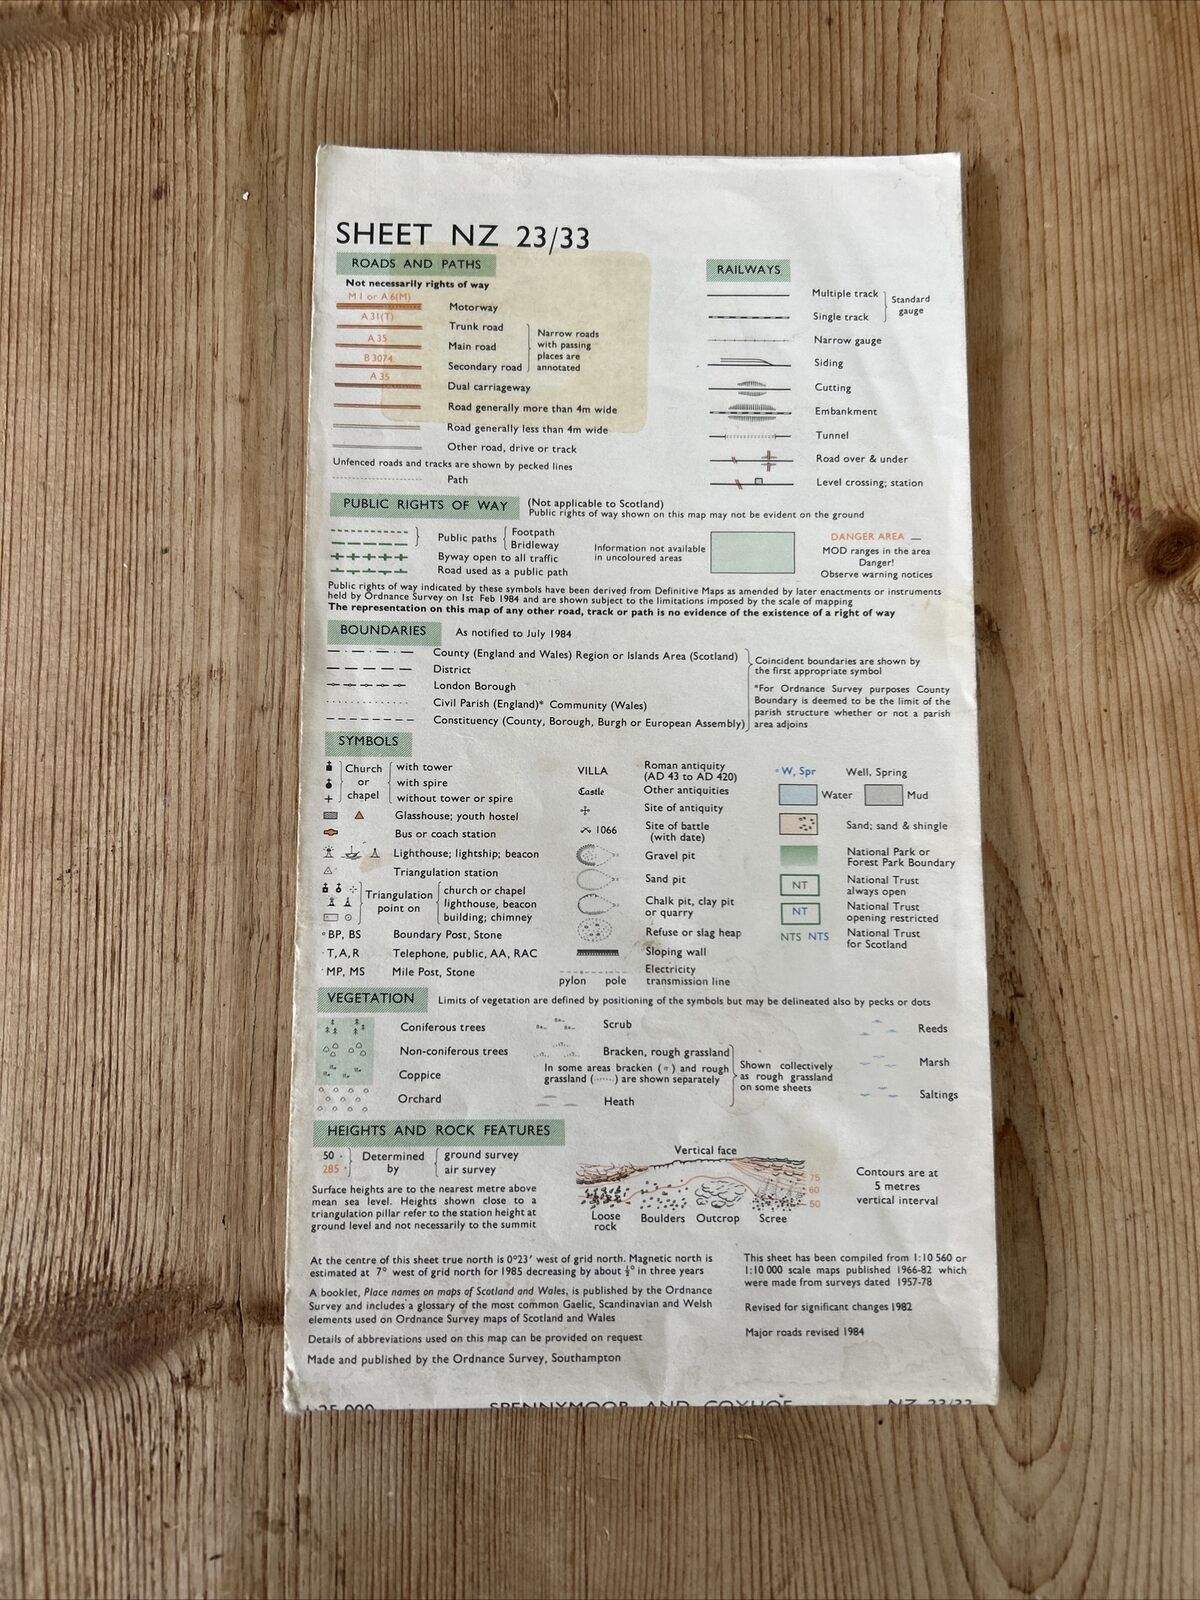 SHEET NZ 23/33
ROADS AND PATHS
Not necessarily rights of way
M1 or A6(M)
Motorway
A 31(T)
Trunk road
A 35
Main road
B 3074
Secondary road
Narrow roads
with passing
places are
annotated
A 35
Dual carriageway
Road generally more than 4m wide
Road generally less than 4m wide
Other road, drive or track
Unfenced roads and tracks are shown by pecked lines
Path
RAILWAYS
Multiple track
Single track
Standard
gauge
Narrow gauge
Siding
Cutting
Embankment
Tunnel
Road over & under
Level crossing; station
PUBLIC RIGHTS OF WAY
(Not applicable to Scotland)
Public rights of way shown on this map may not be evident on the ground
Public paths
Footpath
Bridleway
Byway open to all traffic
Road used as a public path
Information not available
in uncoloured areas
DANGER AREA
MOD ranges in the area
Danger!
Observe warning notices
Public rights of way indicated by these symbols have been derived from Definitive Maps as amended by later enactments or instruments
held by Ordnance Survey on 1st Feb 1984 and are shown subject to the limitations imposed by the scale of mapping
The representation on this map of any other road, track or path is no evidence of the existence of a right of way
BOUNDARIES
As notified to July 1984
County (England and Wales) Region or Islands Area (Scotland)
District
London Borough
Civil Parish (England)* Community (Wales)
Constituency (County, Borough, Burgh or European Assembly)
Coincident boundaries are shown by
the first appropriate symbol
*For Ordnance Survey purposes County
Boundary is deemed to be the limit of the
parish structure whether or not a parish
area adjoins
SYMBOLS
Church
or
chapel
with tower
with spire
without tower or spire
Glasshouse; youth hostel
Bus or coach station
Lighthouse; lightship; beacon
Triangulation station
Triangulation
point on
church or chapel
lighthouse, beacon
building; chimney
BP, BS
Boundary Post, Stone
T, A, R
Telephone, public, AA, RAC
MP, MS
Mile Post, Stone
VILLA
Roman antiquity
(AD 43 to AD 420)
Castle
Other antiquities
Site of antiquity
1066
Site of battle
(with date)
Gravel pit
Sand pit
Chalk pit, clay pit
or quarry
Refuse or slag heap
Sloping wall
pylon pole
Electricity
transmission line
W, Spr
Well, Spring
Water
Mud
Sand; sand & shingle
National Park or
Forest Park Boundary
NT
National Trust
always open
NT
National Trust
opening restricted
NTS NTS
National Trust
for Scotland
VEGETATION
Limits of vegetation are defined by positioning of the symbols but may be delineated also by pecks or dots
Coniferous trees
Non-coniferous trees
Coppice
Orchard
Scrub
Bracken, rough grassland
In some areas bracken ( ) and rough
grassland ( ) are shown separately
Heath
Shown collectively
as rough grassland
on some sheets
Reeds
Marsh
Saltings
HEIGHTS AND ROCK FEATURES
50
285
Determined
by
ground survey
air survey
Surface heights are to the nearest metre above
mean sea level. Heights shown close to a
triangulation pillar refer to the station height at
ground level and not necessarily to the summit
Vertical face
75
60
50
Loose
rock
Boulders
Outcrop
Scree
Contours are at
5 metres
vertical interval
At the centre of this sheet true north is 0°23′ west of grid north. Magnetic north is
estimated at 7° west of grid north for 1985 decreasing by about ½° in three years
A booklet, Place names on maps of Scotland and Wales, is published by the Ordnance
Survey and includes a glossary of the most common Gaelic, Scandinavian and Welsh
elements used on Ordnance Survey maps of Scotland and Wales
Details of abbreviations used on this map can be provided on request
Made and published by the Ordnance Survey, Southampton
This sheet has been compiled from 1:10 560 or
1:10 000 scale maps published 1966-82 which
were made from surveys dated 1957-78
Revised for significant changes 1982
Major roads revised 1984
1:25 000
SPENNYMOOR AND COXHOE
NZ 23/33